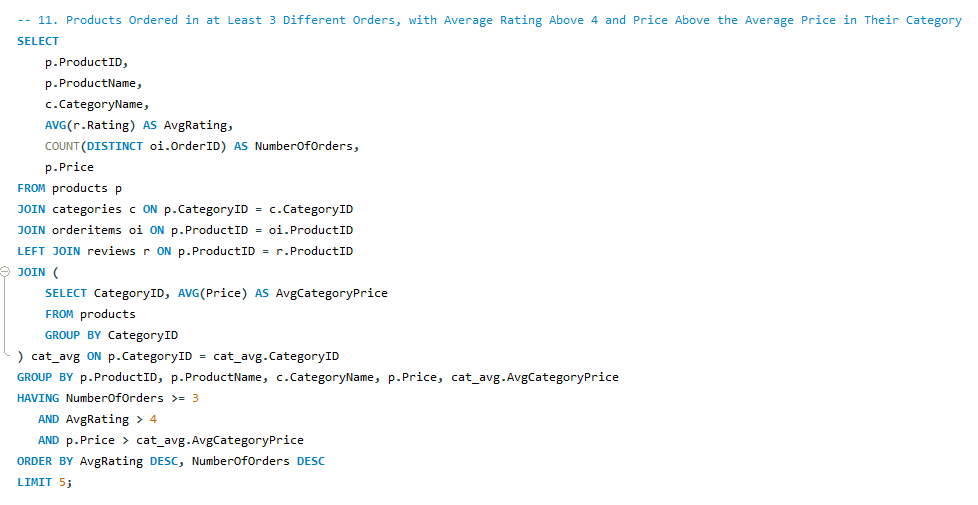 -- 11. Products Ordered in at Least 3 Different Orders, with Average Rating Above 4 and Price Above the Average Price in Their Category
SELECT
    p.ProductID,
    p.ProductName,
    c.CategoryName,
    AVG(r.Rating) AS AvgRating,
    COUNT(DISTINCT oi.OrderID) AS NumberOfOrders,
    p.Price
FROM products p
JOIN categories c ON p.CategoryID = c.CategoryID
JOIN orderitems oi ON p.ProductID = oi.ProductID
LEFT JOIN reviews r ON p.ProductID = r.ProductID
JOIN (
    SELECT CategoryID, AVG(Price) AS AvgCategoryPrice
    FROM products
    GROUP BY CategoryID
) cat_avg ON p.CategoryID = cat_avg.CategoryID
GROUP BY p.ProductID, p.ProductName, c.CategoryName, p.Price, cat_avg.AvgCategoryPrice
HAVING NumberOfOrders >= 3
   AND AvgRating > 4
   AND p.Price > cat_avg.AvgCategoryPrice
ORDER BY AvgRating DESC, NumberOfOrders DESC
LIMIT 5;